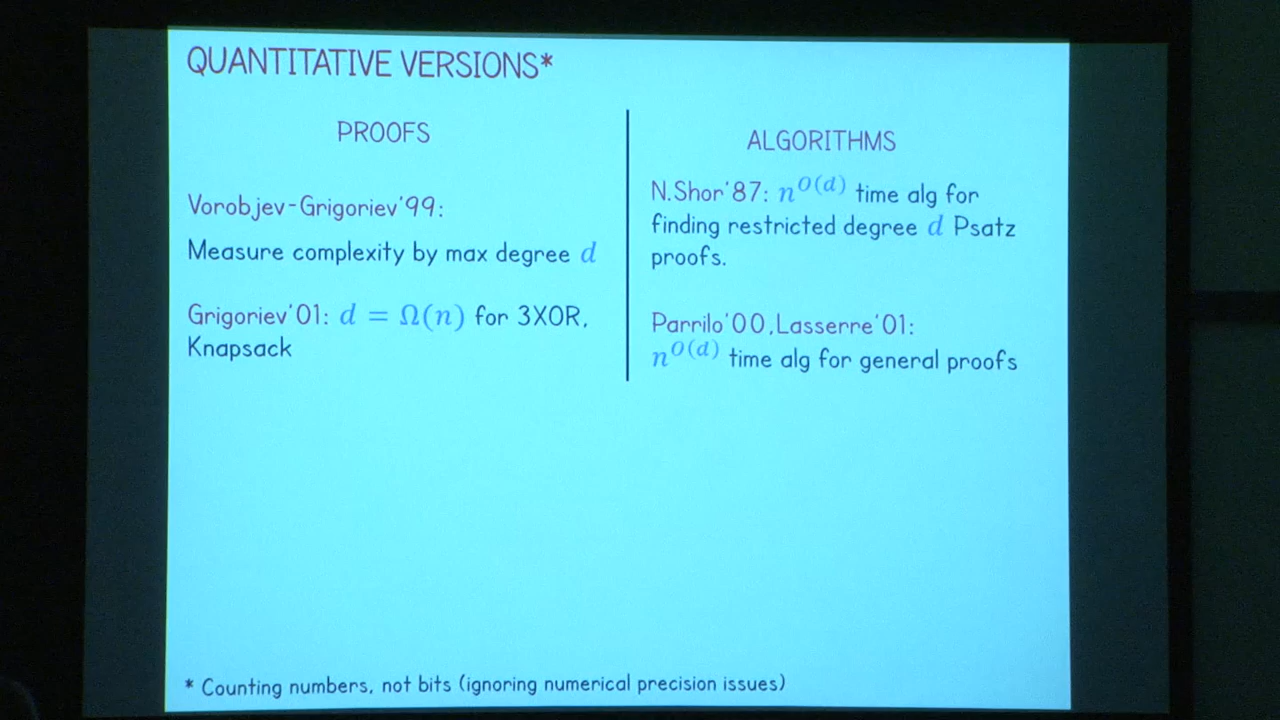 QUANTITATIVE VERSIONS*
PROOFS
Vorobjev-Grigoriev'99:
Measure complexity by max degree d
Grigoriev'01: d = Ω(n) for 3XOR,
Knapsack
ALGORITHMS
N.Shor'87: n^{O(d)} time alg for
finding restricted degree d Psatz
proofs.
Parrilo'00,Lasserre'01:
n^{O(d)} time alg for general proofs
* Counting numbers, not bits (ignoring numerical precision issues)